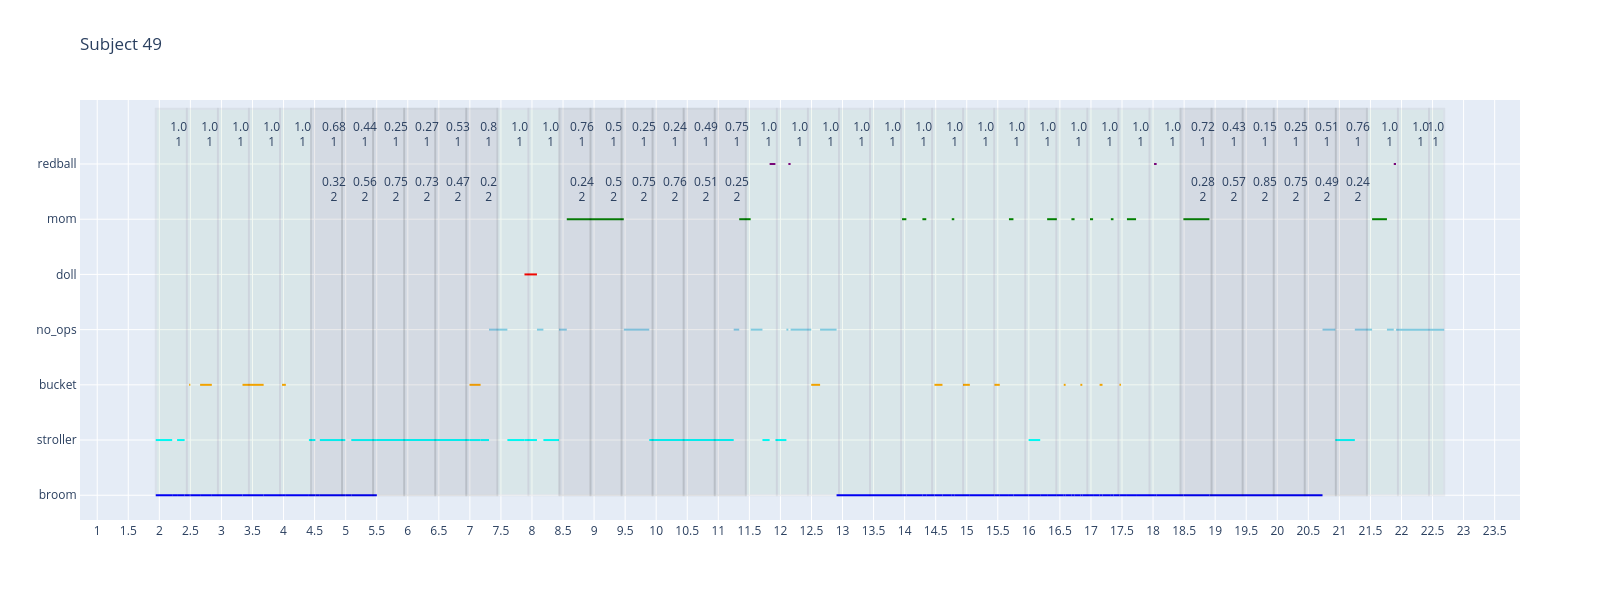 Subject 49
1.0 1.0 1.0 1.0 1.0 0.68 0.44 0.25 0.27 0.53 0.8 1.0 1.0 0.76 0.5 0.25 0.24 0.49 0.75 1.0 1.0 1.0 1.0 1.0 1.0 1.0 1.0 1.0 1.0 1.0 1.0 1.0 1.0 0.72 0.43 0.15 0.25 0.51 0.76 1.0 1.0 1.0
1 1 1 1 1 1 1 1 1 1 1 1 1 1 1 1 1 1 1 1 1 1 1 1 1 1 1 1 1 1 1 1 1 1 1 1 1 1 1 1 1 1
redball
0.32 0.56 0.75 0.73 0.47 0.2 0.24 0.5 0.75 0.76 0.51 0.25 0.28 0.57 0.85 0.75 0.49 0.24
2 2 2 2 2 2 2 2 2 2 2 2 2 2 2 2 2 2
mom
doll
no_ops
bucket
stroller
broom
1 1.5 2 2.5 3 3.5 4 4.5 5 5.5 6 6.5 7 7.5 8 8.5 9 9.5 10 10.5 11 11.5 12 12.5 13 13.5 14 14.5 15 15.5 16 16.5 17 17.5 18 18.5 19 19.5 20 20.5 21 21.5 22 22.5 23 23.5